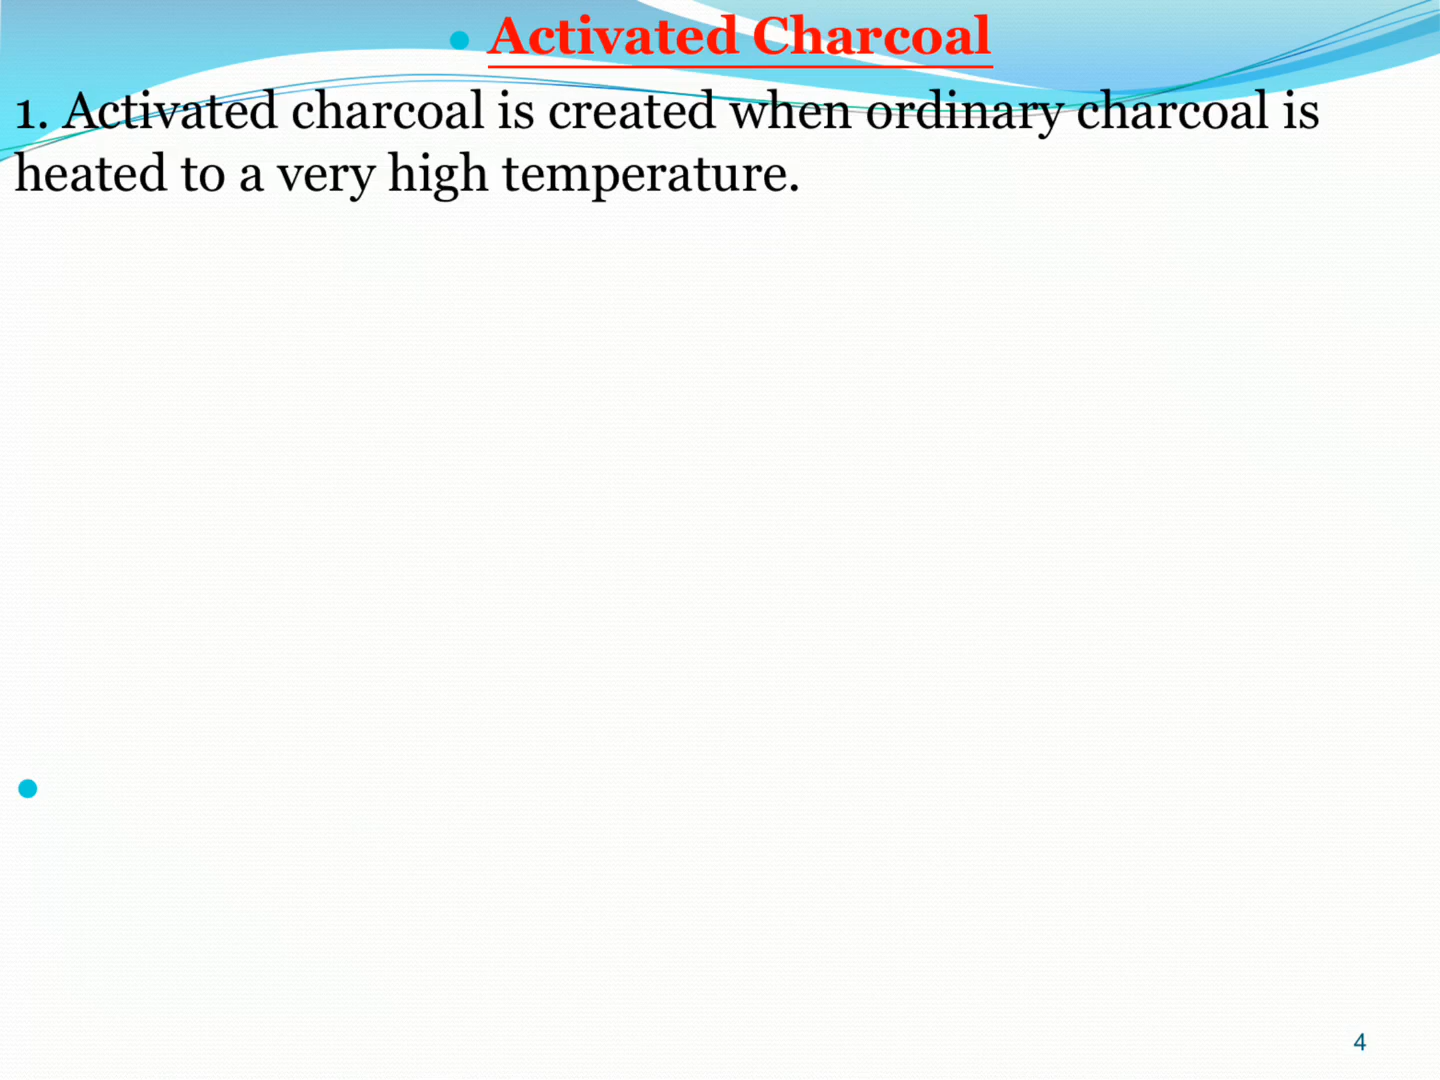 • Activated Charcoal
1. Activated charcoal is created when ordinary charcoal is
heated to a very high temperature.
•
4